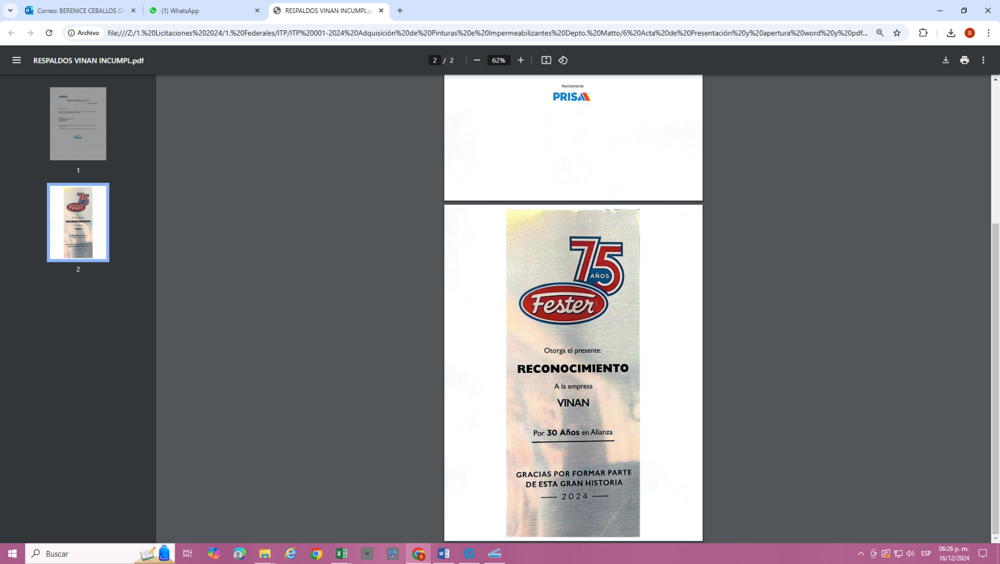 Correo: BERENICE CEBALLOS G
(1) WhatsApp
RESPALDOS VINAN INCUMPL.p
Archivo
file:///Z:/1.%20Licitaciones%202024/1.%20Federales/ITP/ITP%20001-2024%20Adquisición%20de%20Pinturas%20e%20Impermeabilizantes%20Depto.%20Matto/6%20Acta%20de%20Presentación%20y%20apertura%20word%20y%20pdf...
B
RESPALDOS VINAN INCUMPL.pdf
2 / 2
62%
1
2
Atentamente
PRISA
75
AÑOS
Fester
Otorga el presente:
RECONOCIMIENTO
A la empresa
VINAN
Por 30 Años en Alianza
GRACIAS POR FORMAR PARTE
DE ESTA GRAN HISTORIA
2024
Buscar
ESP
06:26 p. m.
16/12/2024